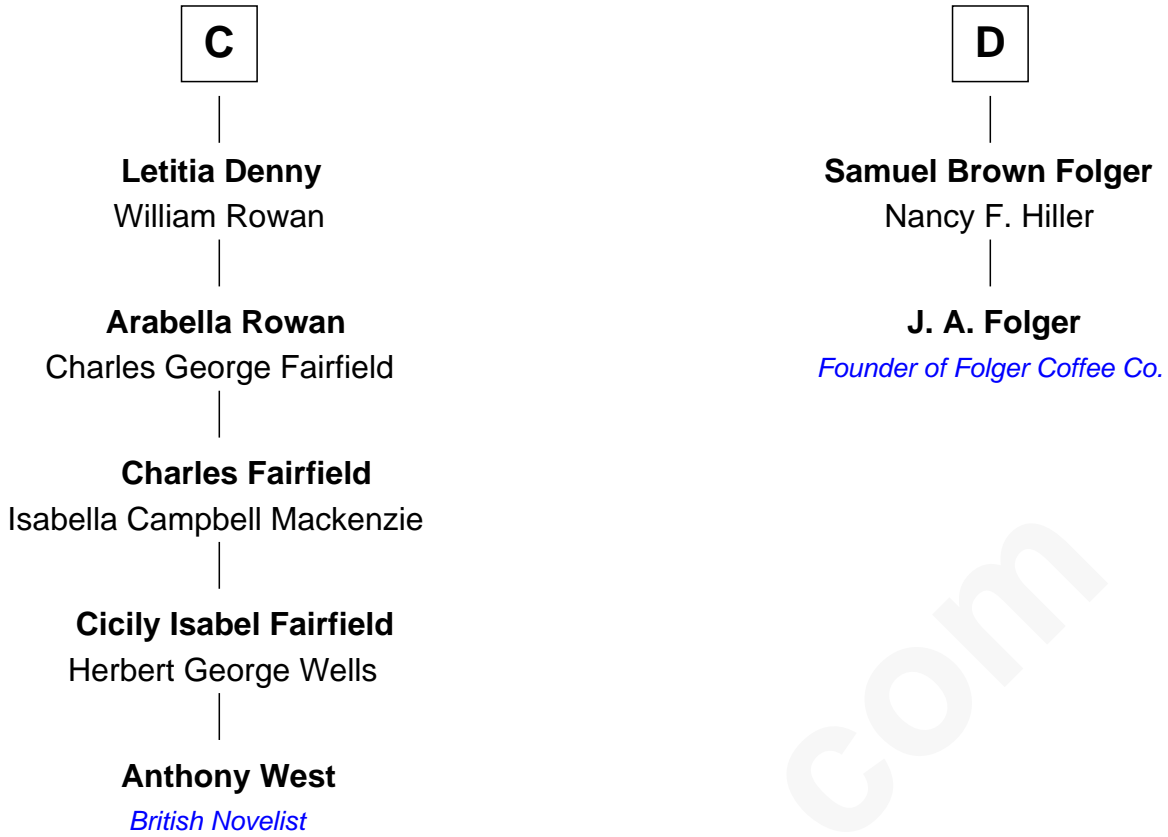 C
Letitia Denny
William Rowan
Arabella Rowan
Charles George Fairfield
Charles Fairfield
Isabella Campbell Mackenzie
Cicily Isabel Fairfield
Herbert George Wells
Anthony West
British Novelist
D
Samuel Brown Folger
Nancy F. Hiller
J. A. Folger
Founder of Folger Coffee Co.
com